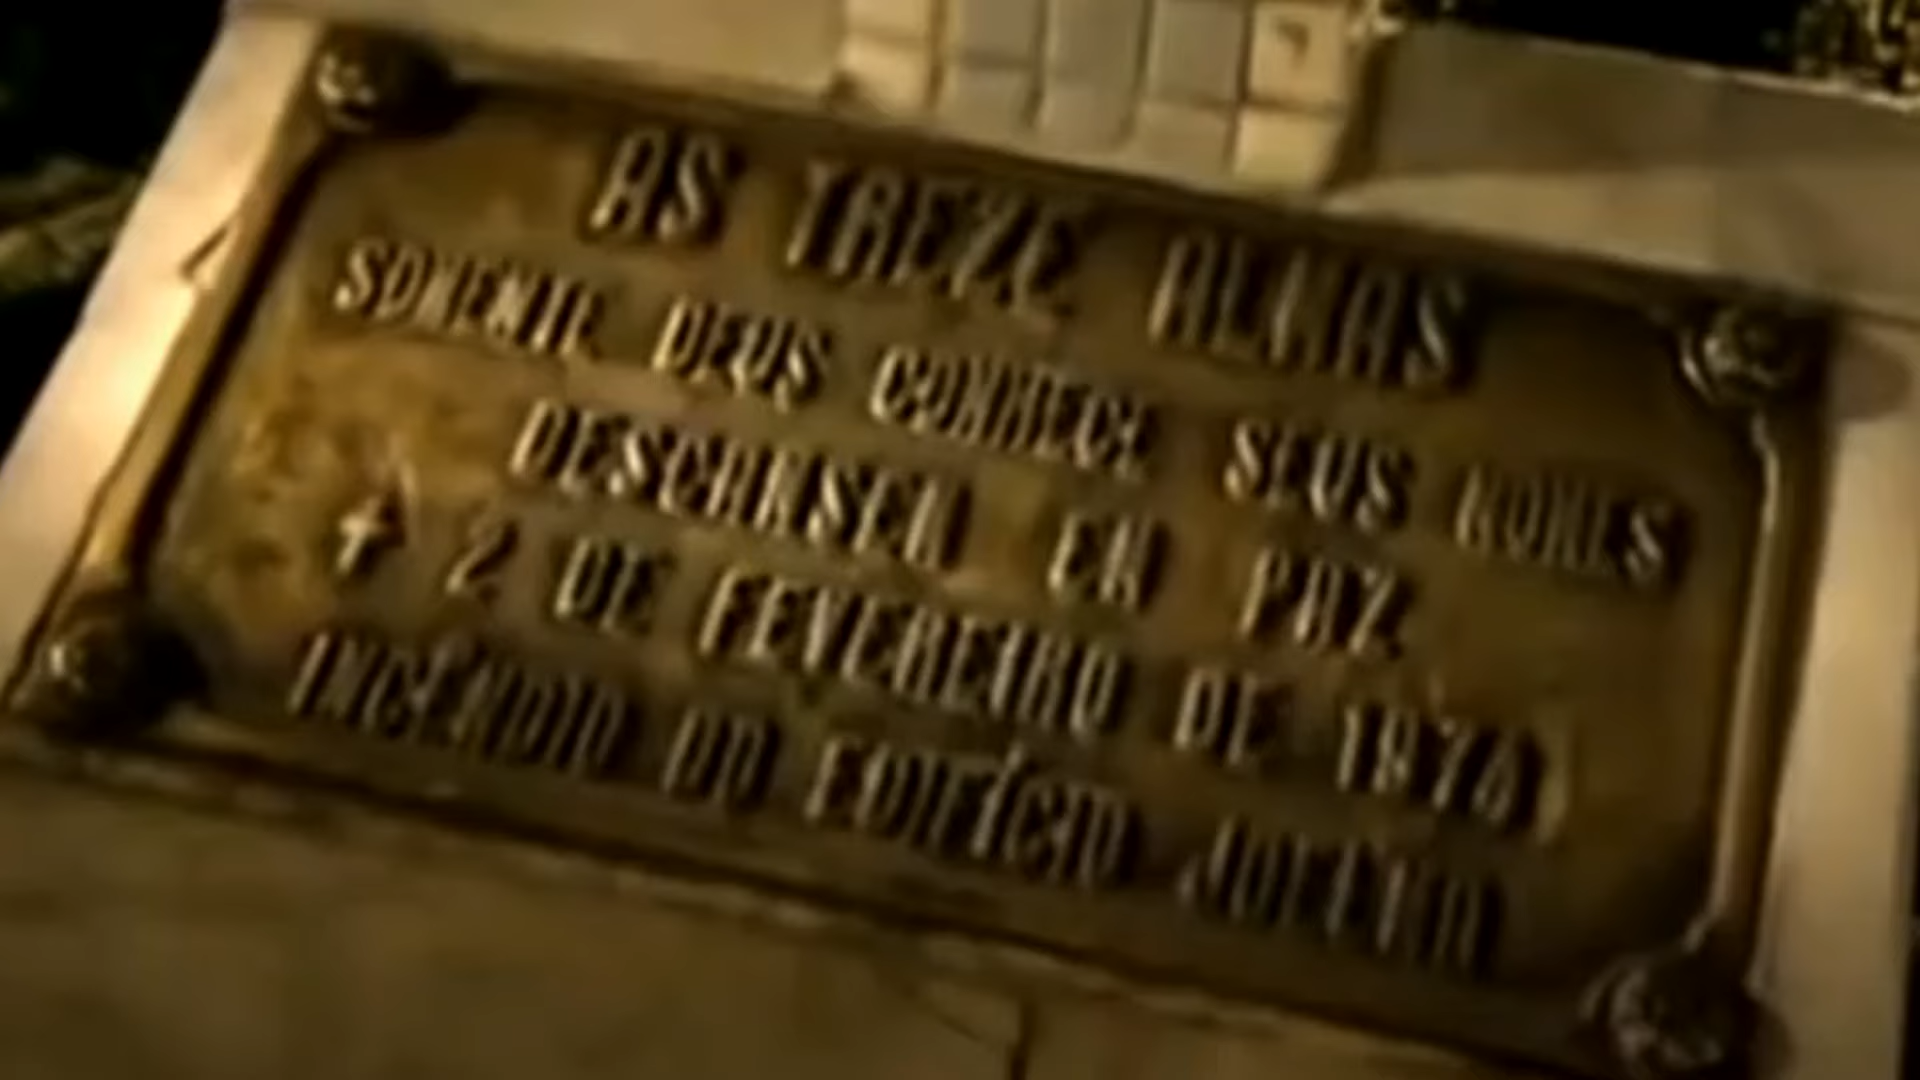 AS TREZE ALMAS
SOMENTE DEUS CONHECE SEUS NOMES
DESCANSEM EM PAZ
† 2 DE FEVEREIRO DE 1974
INCÊNDIO DO EDIFÍCIO JOELMA